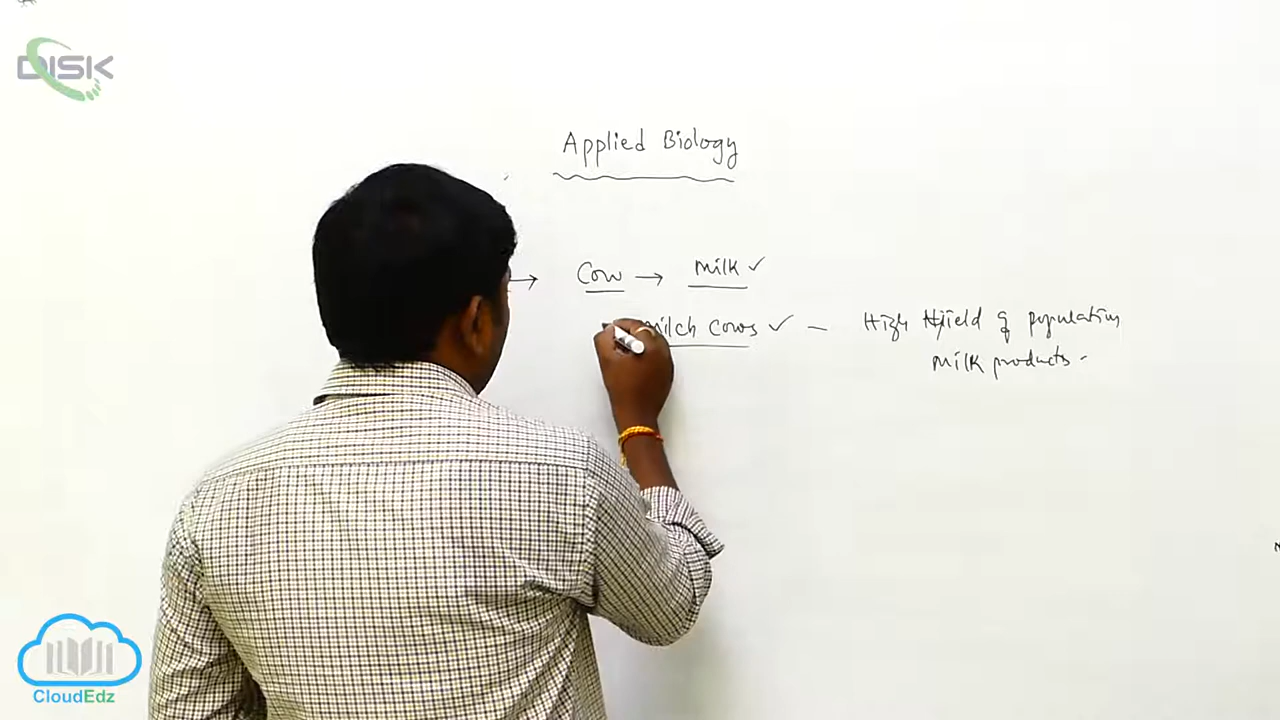 DISK
Applied Biology
→ Cow → Milk ✓
Milch Cows ✓ – High Yield of population
Milk products -
CloudEdz